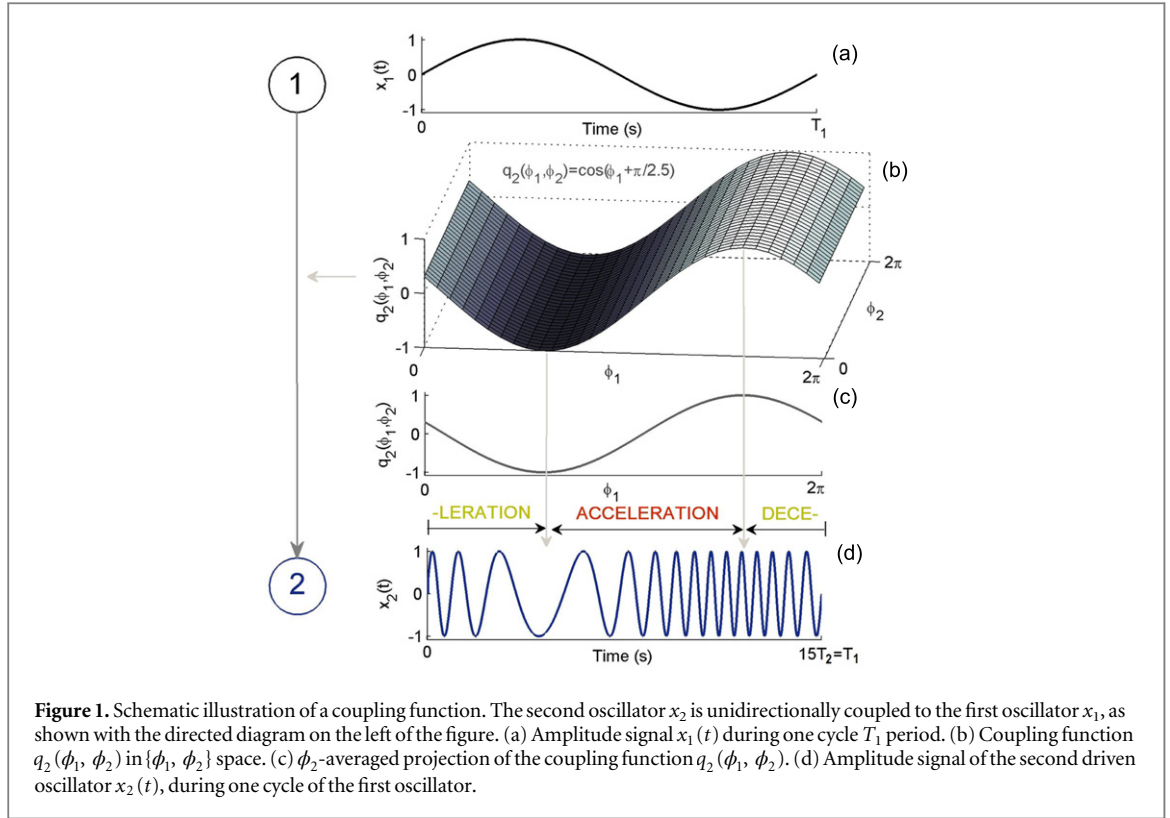 (a)
1
x₁(t)
1
0
-1
0
Time (s)
T₁
(b)
q₂(ϕ₁,ϕ₂)=cos(ϕ₁+π/2.5)
q₂(ϕ₁,ϕ₂)
1
0
-1
0
ϕ₁
2π
0
ϕ₂
2π
(c)
q₂(ϕ₁,ϕ₂)
1
0
-1
0
ϕ₁
2π
-LERATION
ACCELERATION
DECE-
(d)
2
x₂(t)
1
0
-1
0
Time (s)
15T₂=T₁
Figure 1. Schematic illustration of a coupling function. The second oscillator x₂ is unidirectionally coupled to the first oscillator x₁, as
shown with the directed diagram on the left of the figure. (a) Amplitude signal x₁(t) during one cycle T₁ period. (b) Coupling function
q₂(ϕ₁, ϕ₂) in {ϕ₁, ϕ₂} space. (c) ϕ₂-averaged projection of the coupling function q₂(ϕ₁, ϕ₂). (d) Amplitude signal of the second driven
oscillator x₂(t), during one cycle of the first oscillator.